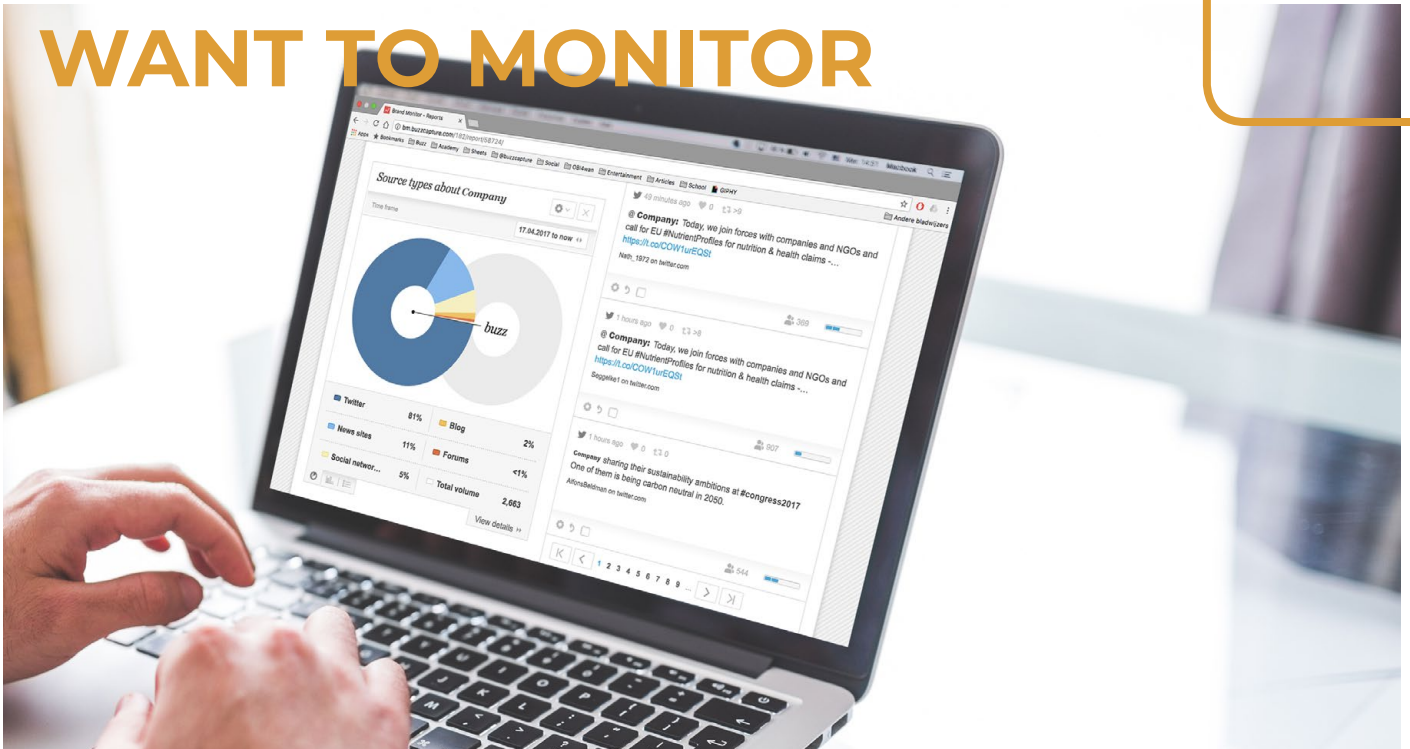 WANT TO MONITOR
Brand Monitor - Reports
bm.buzzcapture.com/182/report/68724/
Apps Bookmarks Buzz Academy Sheets @buzzcapture Social OBI4wan Entertainment Articles School GIPHY
Andere bladwijzers
14:31 Macbook
Source types about Company
Time frame
17.04.2017 to now
buzz
Twitter 81%
Blog 2%
News sites 11%
Forums <1%
Social networ... 5%
Total volume 2,663
View details »
49 minutes ago 0 >9
@ Company: Today, we join forces with companies and NGOs and
call for EU #NutrientProfiles for nutrition & health claims -...
https://t.co/COW1urEQSt
Nath_1972 on twitter.com
369
1 hours ago 0 >8
@ Company: Today, we join forces with companies and NGOs and
call for EU #NutrientProfiles for nutrition & health claims -...
https://t.co/COW1urEQSt
Seggelke1 on twitter.com
907
1 hours ago 0 0
Company sharing their sustainability ambitions at #congress2017
One of them is being carbon neutral in 2050.
AlfonsBeldman on twitter.com
544
1 2 3 4 5 6 7 8 9 ...